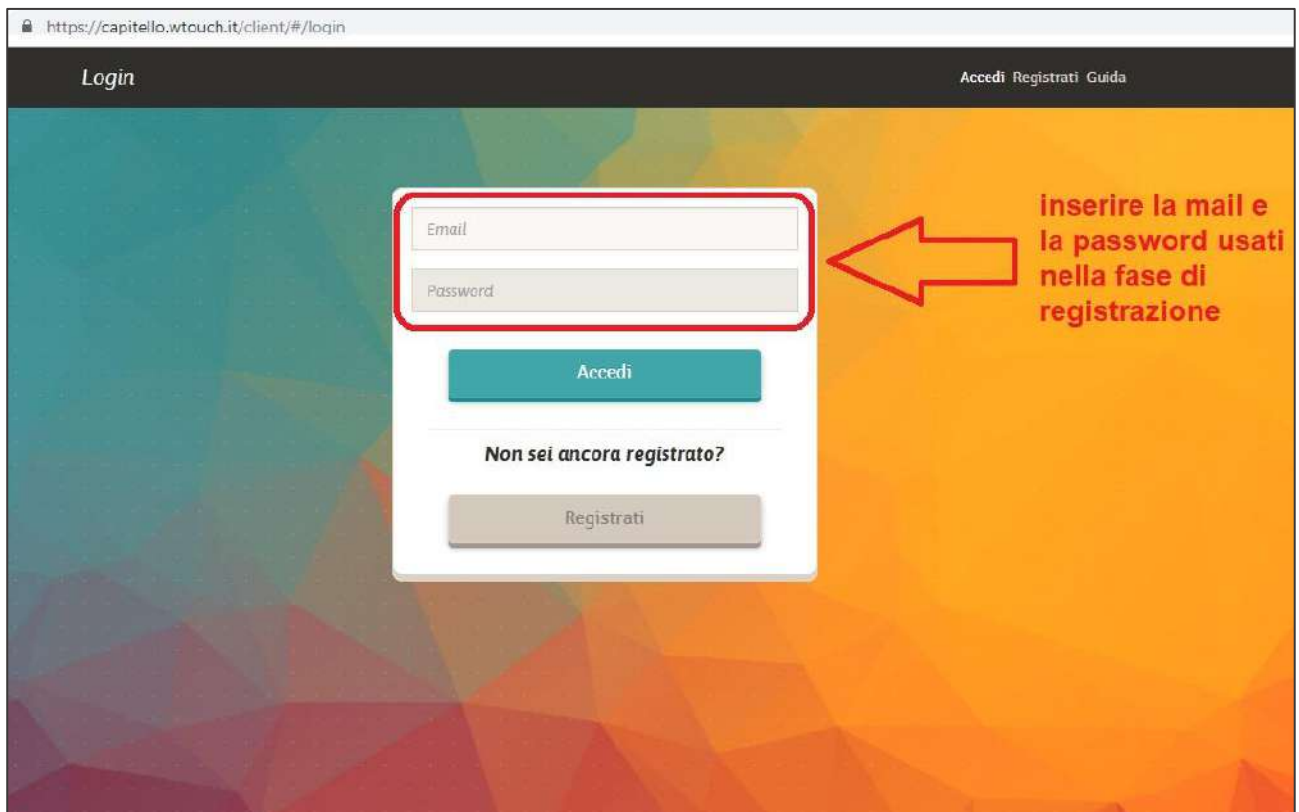 https://capitello.wtouch.it/client/#/login
Login
Accedi Registrati Guida
Email
Password
inserire la mail e
la password usati
nella fase di
registrazione
Accedi
Non sei ancora registrato?
Registrati